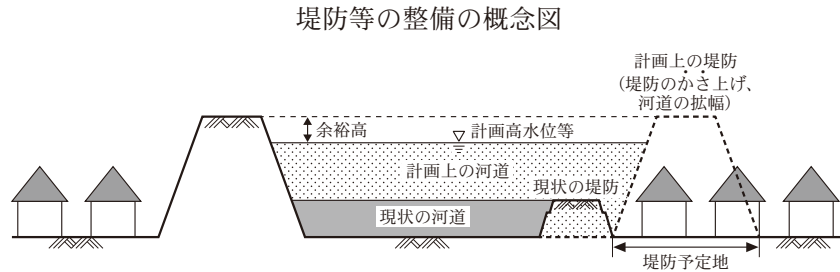 堤防等の整備の概念図
計画上の堤防
（堤防のかさ上げ、
河道の拡幅）
余裕高
計画高水位等
計画上の河道
現状の堤防
現状の河道
堤防予定地